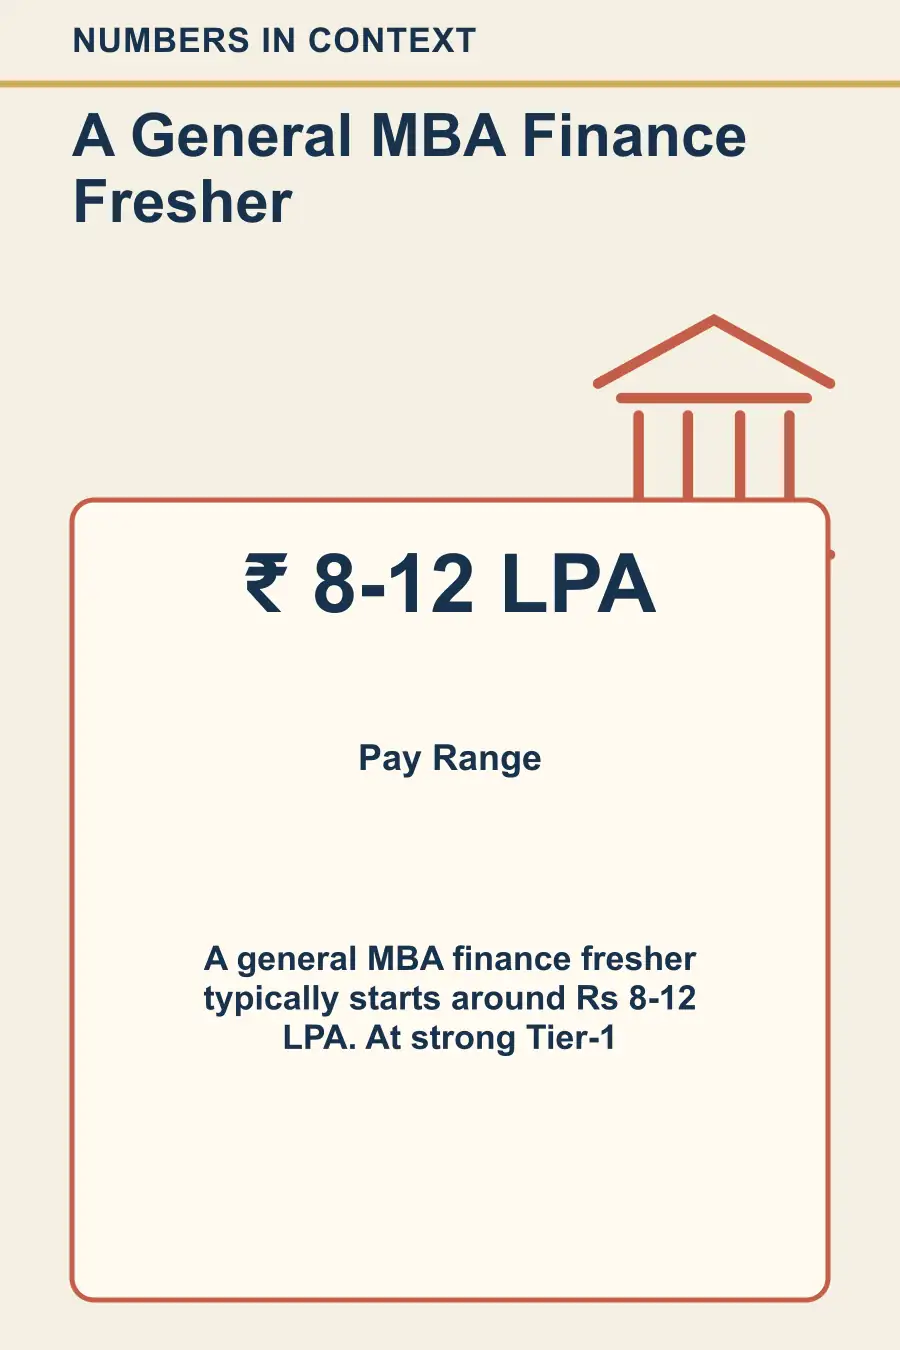 NUMBERS IN CONTEXT
A General MBA Finance
Fresher
₹ 8-12 LPA
Pay Range
A general MBA finance fresher
typically starts around Rs 8-12
LPA. At strong Tier-1